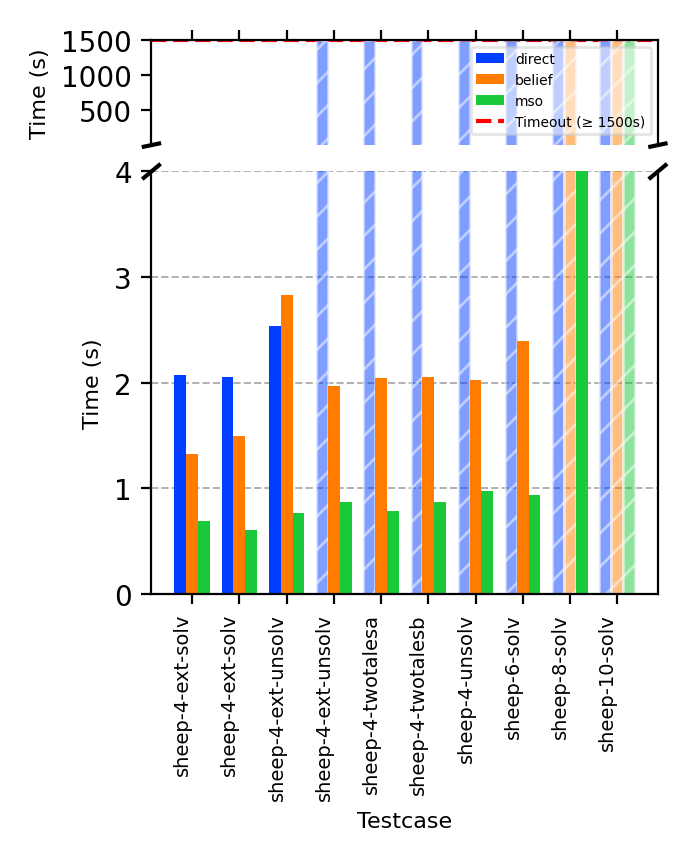 Time (s)
1500
1000
500
direct
belief
mso
Timeout (≥ 1500s)
Time (s)
4
3
2
1
0
sheep-4-ext-solv
sheep-4-ext-solv
sheep-4-ext-unsolv
sheep-4-ext-unsolv
sheep-4-twotalesa
sheep-4-twotalesb
sheep-4-unsolv
sheep-6-solv
sheep-8-solv
sheep-10-solv
Testcase